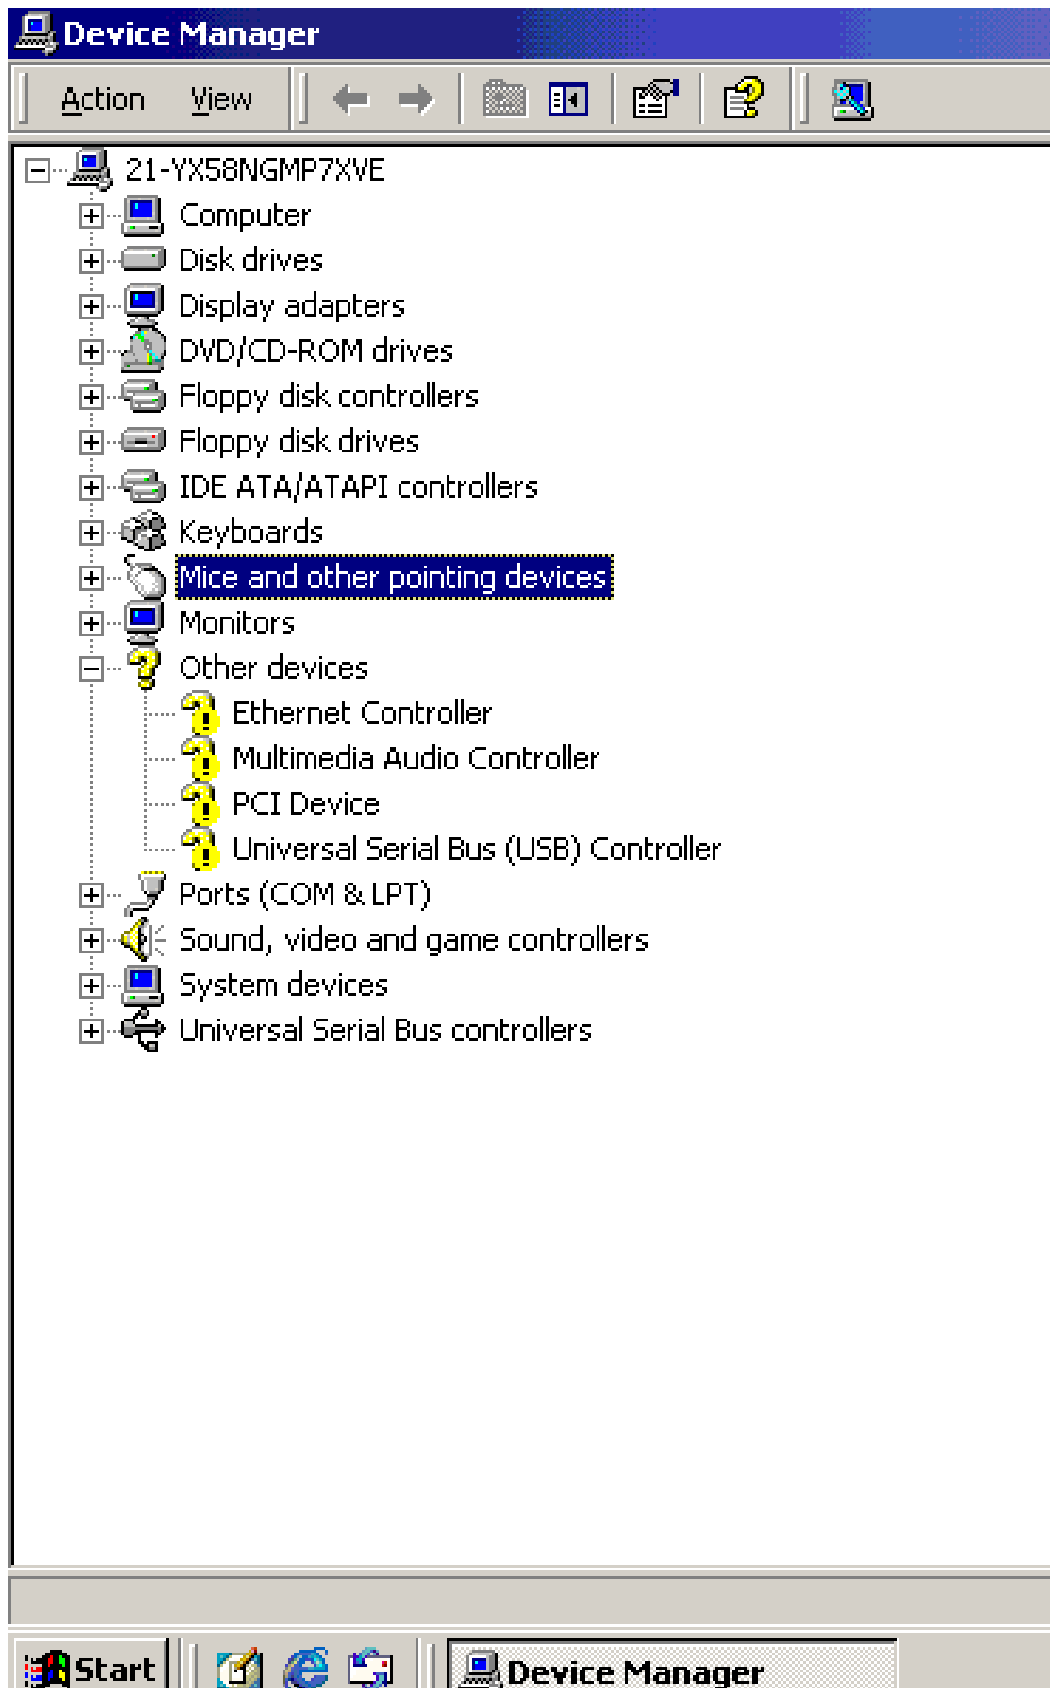 Device Manager
Action View
21-YX58NGMP7XVE
Computer
Disk drives
Display adapters
DVD/CD-ROM drives
Floppy disk controllers
Floppy disk drives
IDE ATA/ATAPI controllers
Keyboards
Mice and other pointing devices
Monitors
Other devices
Ethernet Controller
Multimedia Audio Controller
PCI Device
Universal Serial Bus (USB) Controller
Ports (COM & LPT)
Sound, video and game controllers
System devices
Universal Serial Bus controllers
Start Device Manager